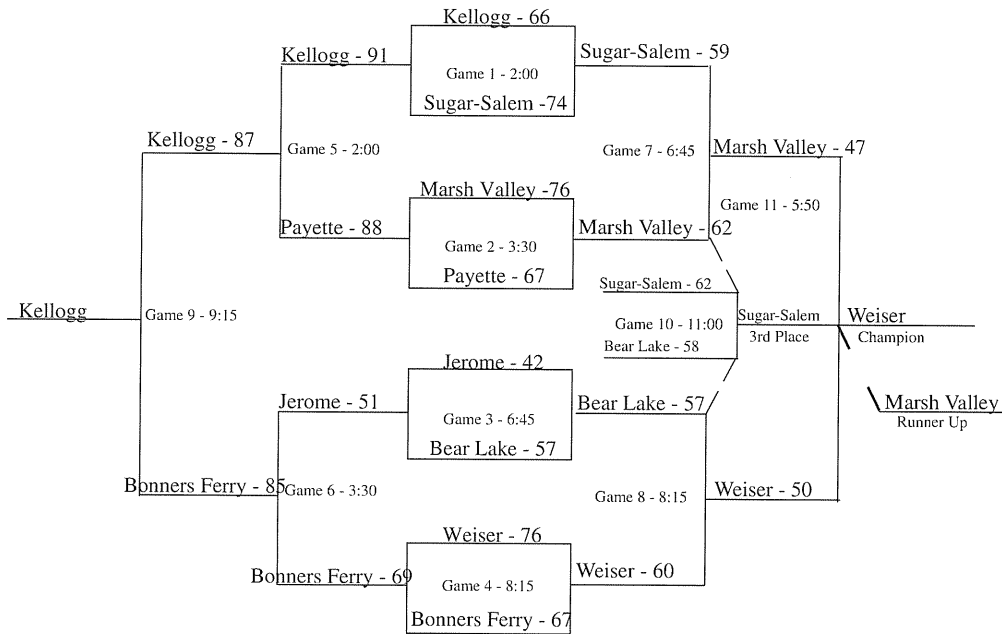 Kellogg - 66
Kellogg - 91
Sugar-Salem - 59
Game 1 - 2:00
Sugar-Salem -74
Kellogg - 87
Game 5 - 2:00
Game 7 - 6:45
Marsh Valley - 47
Marsh Valley -76
Game 11 - 5:50
Payette - 88
Marsh Valley - 62
Game 2 - 3:30
Payette - 67
Sugar-Salem - 62
Kellogg
Game 9 - 9:15
Game 10 - 11:00
Sugar-Salem
3rd Place
Weiser
Champion
Bear Lake - 58
Jerome - 42
Jerome - 51
Bear Lake - 57
Marsh Valley
Runner Up
Game 3 - 6:45
Bear Lake - 57
Bonners Ferry - 85
Game 6 - 3:30
Game 8 - 8:15
Weiser - 50
Weiser - 76
Bonners Ferry - 69
Weiser - 60
Game 4 - 8:15
Bonners Ferry - 67